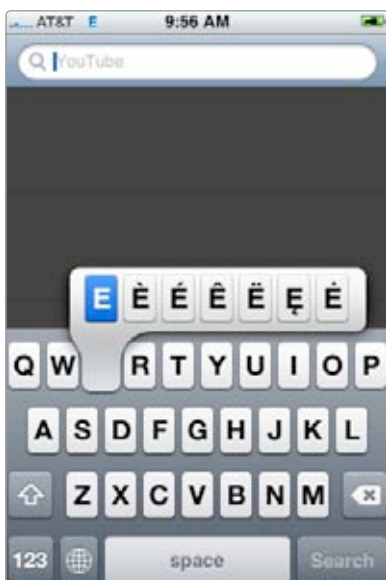 AT&T E 9:56 AM
YouTube
E È É Ê Ë Ę Ė
Q W R T Y U I O P
A S D F G H J K L
Z X C V B N M
123 space Search